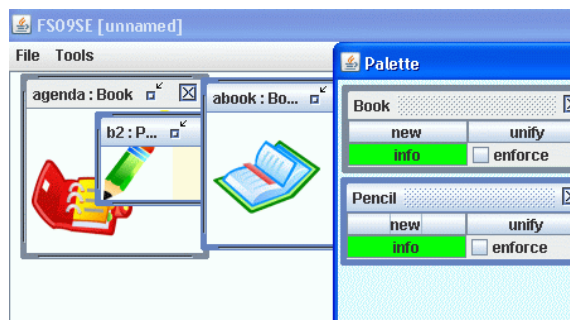 FS09SE [unnamed]
File Tools
Palette
agenda : Book
abook : Bo...
b2 : P...
Book
new unify
info enforce
Pencil
new unify
info enforce